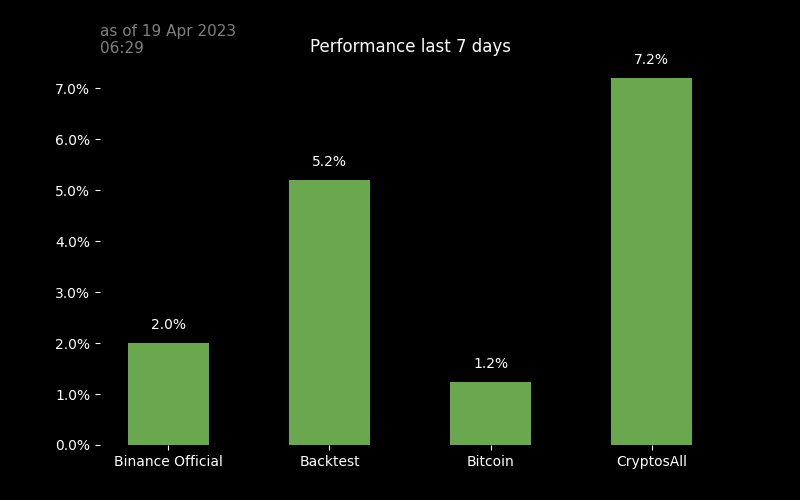 as of 19 Apr 2023
06:29
Performance last 7 days
7.2%
7.0%
6.0%
5.2%
5.0%
4.0%
3.0%
2.0%
2.0%
1.2%
1.0%
0.0%
Binance Official
Backtest
Bitcoin
CryptosAll